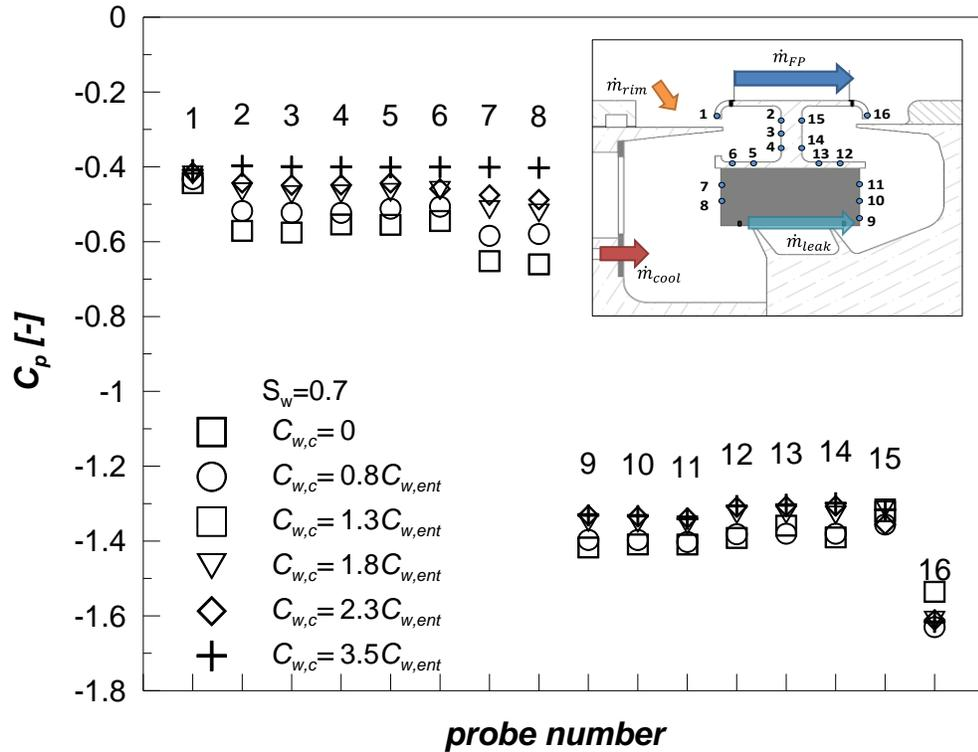 0
-0.2
-0.4
-0.6
-0.8
-1
-1.2
-1.4
-1.6
-1.8
C_p [-]
probe number
1 2 3 4 5 6 7 8
9 10 11 12 13 14 15
16
S_w=0.7
C_w,c= 0
C_w,c= 0.8C_w,ent
C_w,c= 1.3C_w,ent
C_w,c= 1.8C_w,ent
C_w,c= 2.3C_w,ent
C_w,c= 3.5C_w,ent
ṁ_FP
ṁ_rim
1 2 15 16
3
4 14
6 5 13 12
7 11
8 10
9
ṁ_leak
ṁ_cool